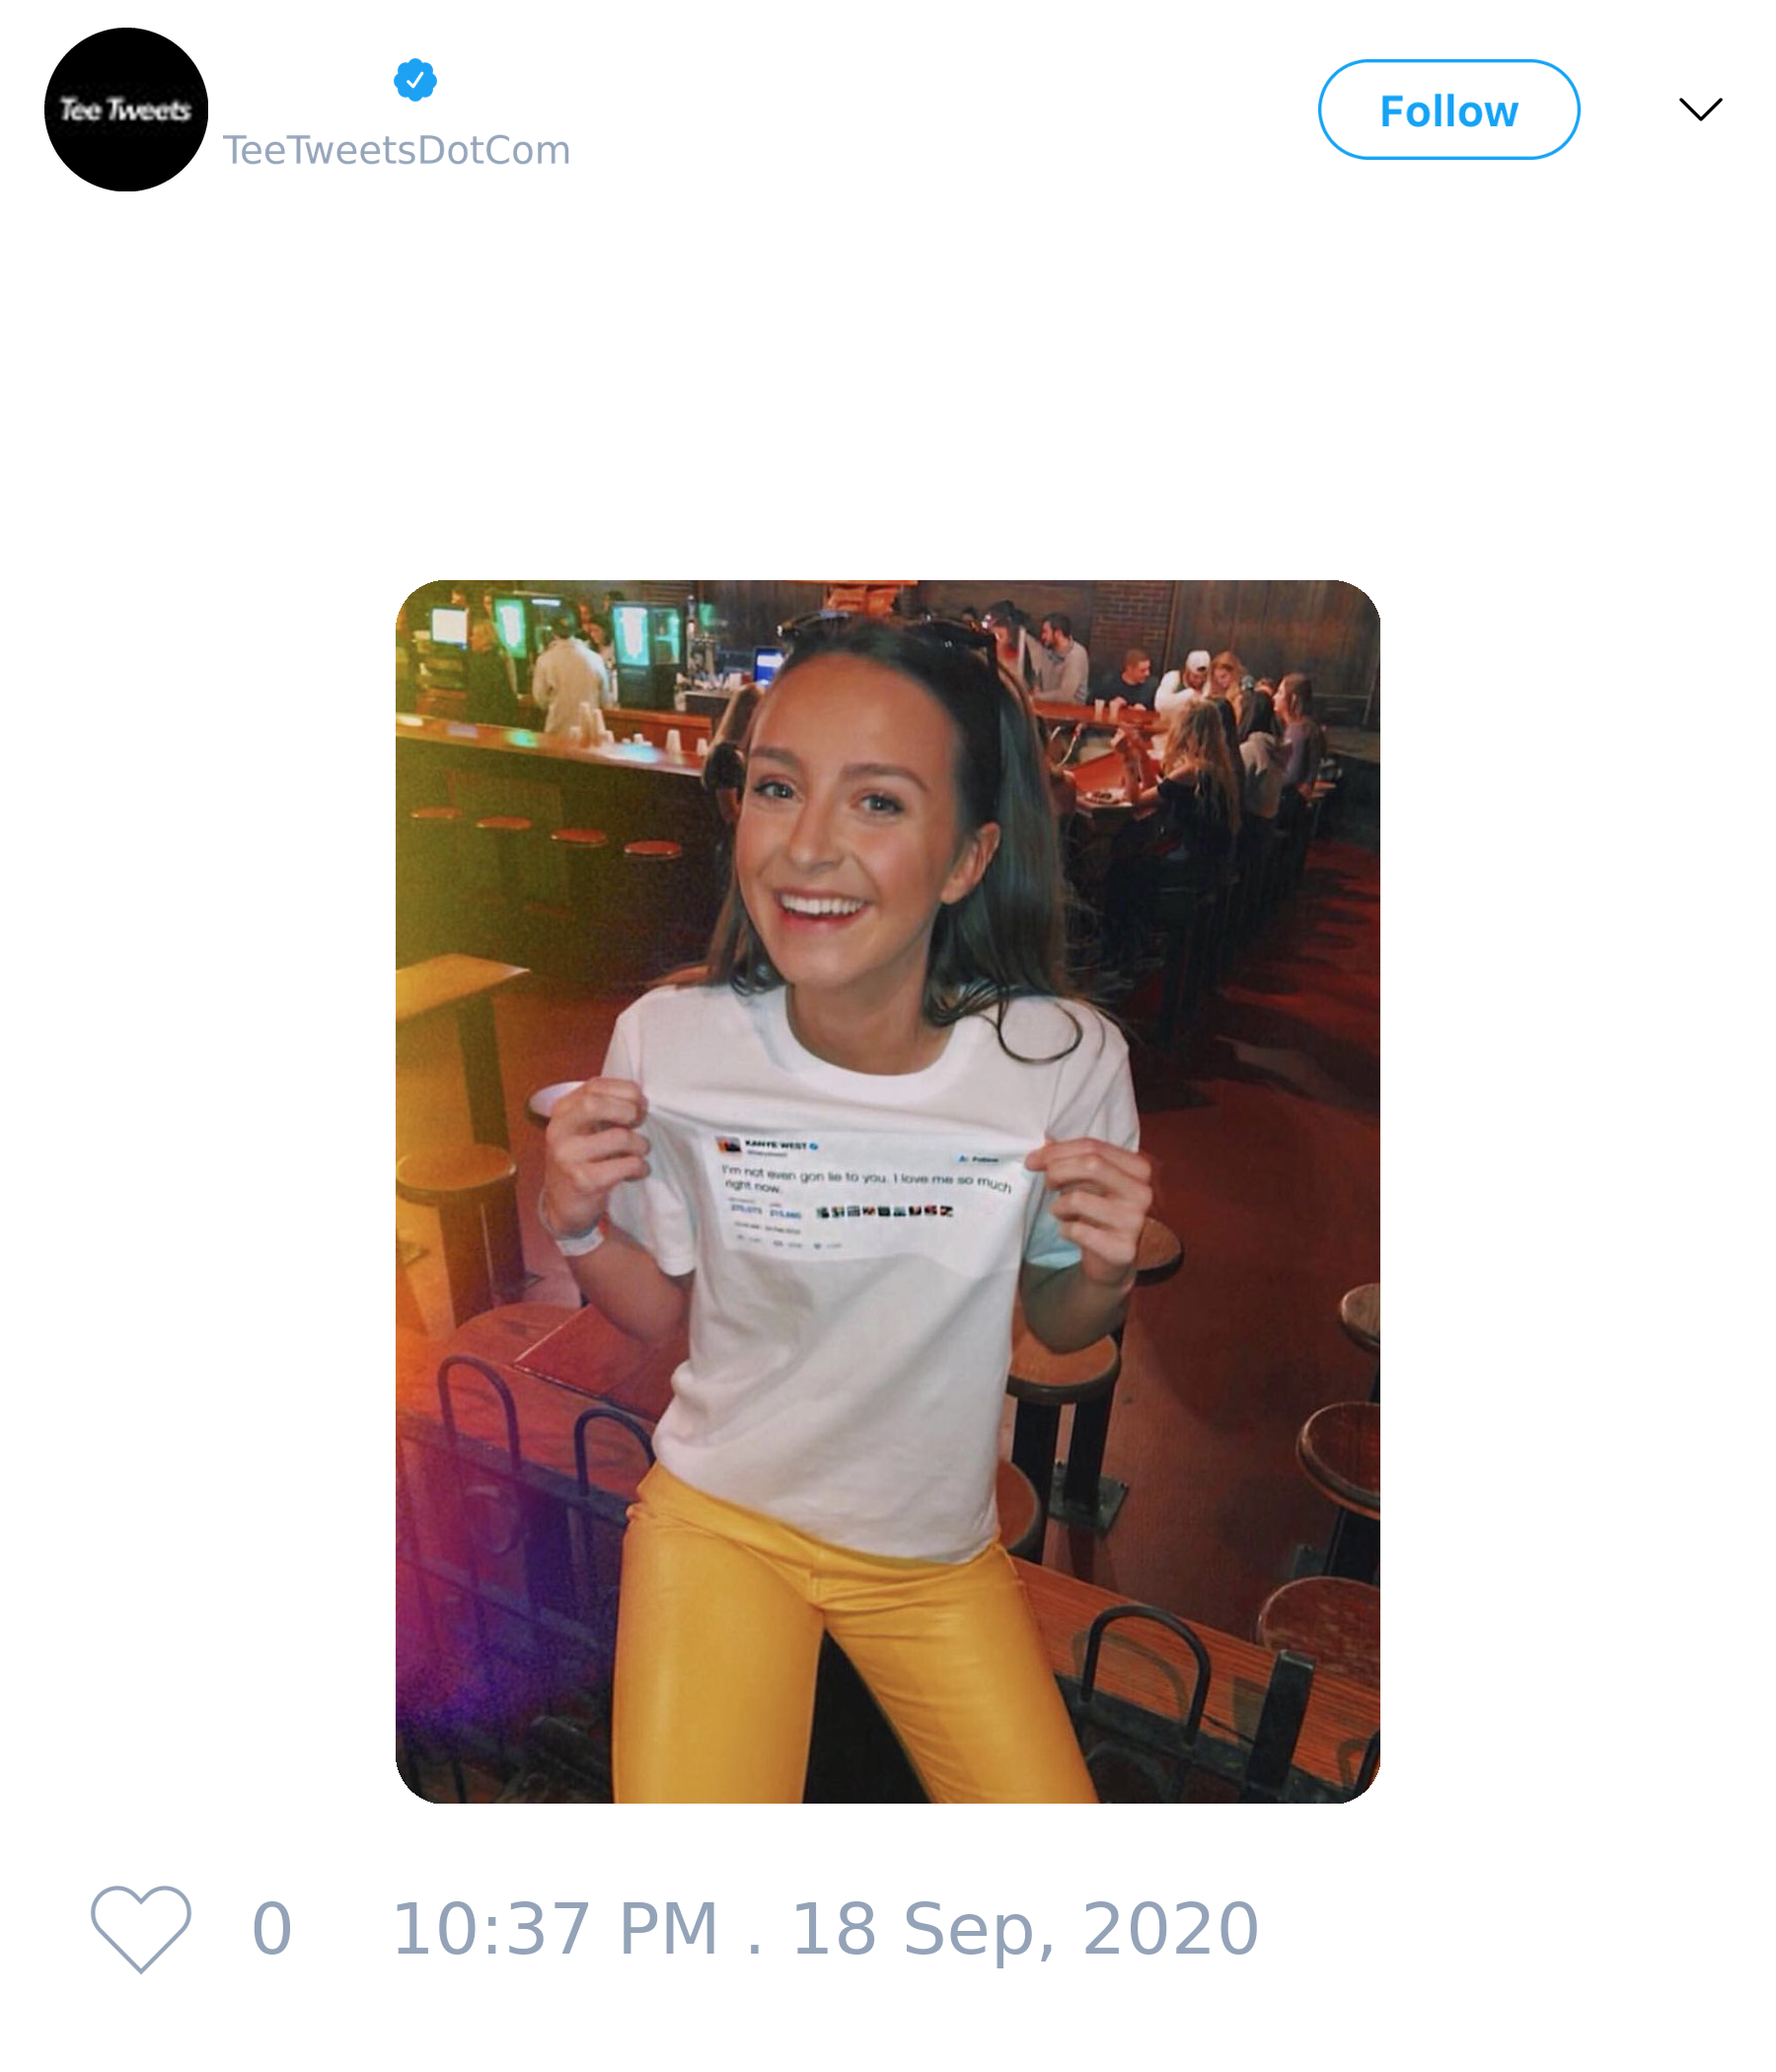 Tee Tweets
TeeTweetsDotCom
Follow
KANYE WEST
Follow
I'm not even gon lie to you. I love me so much
right now.
0
10:37 PM . 18 Sep, 2020